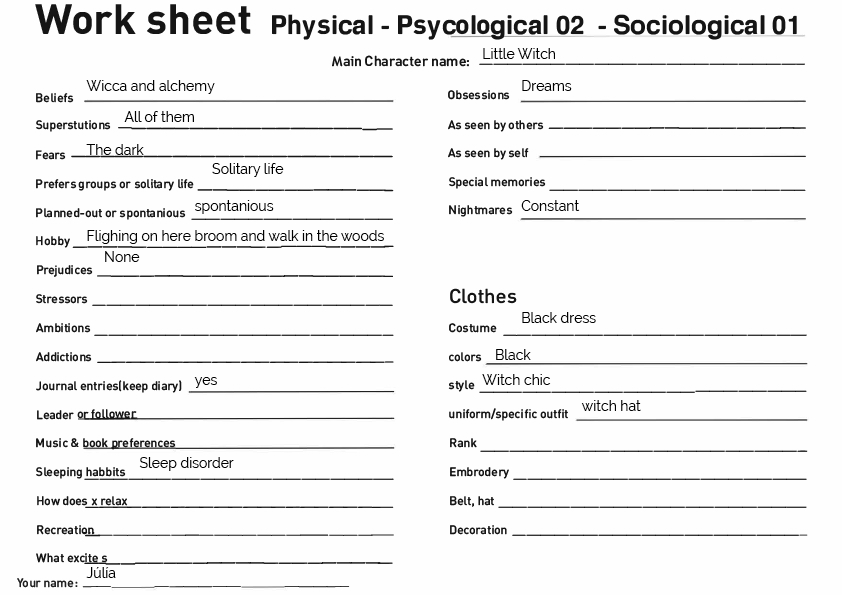 Work sheet Physical - Psycological 02 - Sociological 01
Main Character name: Little Witch
Beliefs Wicca and alchemy
Superstutions All of them
Fears The dark
Prefers groups or solitary life Solitary life
Planned-out or spontanious spontanious
Hobby Flighing on here broom and walk in the woods
Prejudices None
Stressors
Ambitions
Addictions
Journal entries(keep diary) yes
Leader or follower
Music & book preferences
Sleeping habbits Sleep disorder
How does x relax
Recreation
What excite s
Your name: Júlía
Obsessions Dreams
As seen by others
As seen by self
Special memories
Nightmares Constant
Clothes
Costume Black dress
colors Black
style Witch chic
uniform/specific outfit witch hat
Rank
Embrodery
Belt, hat
Decoration